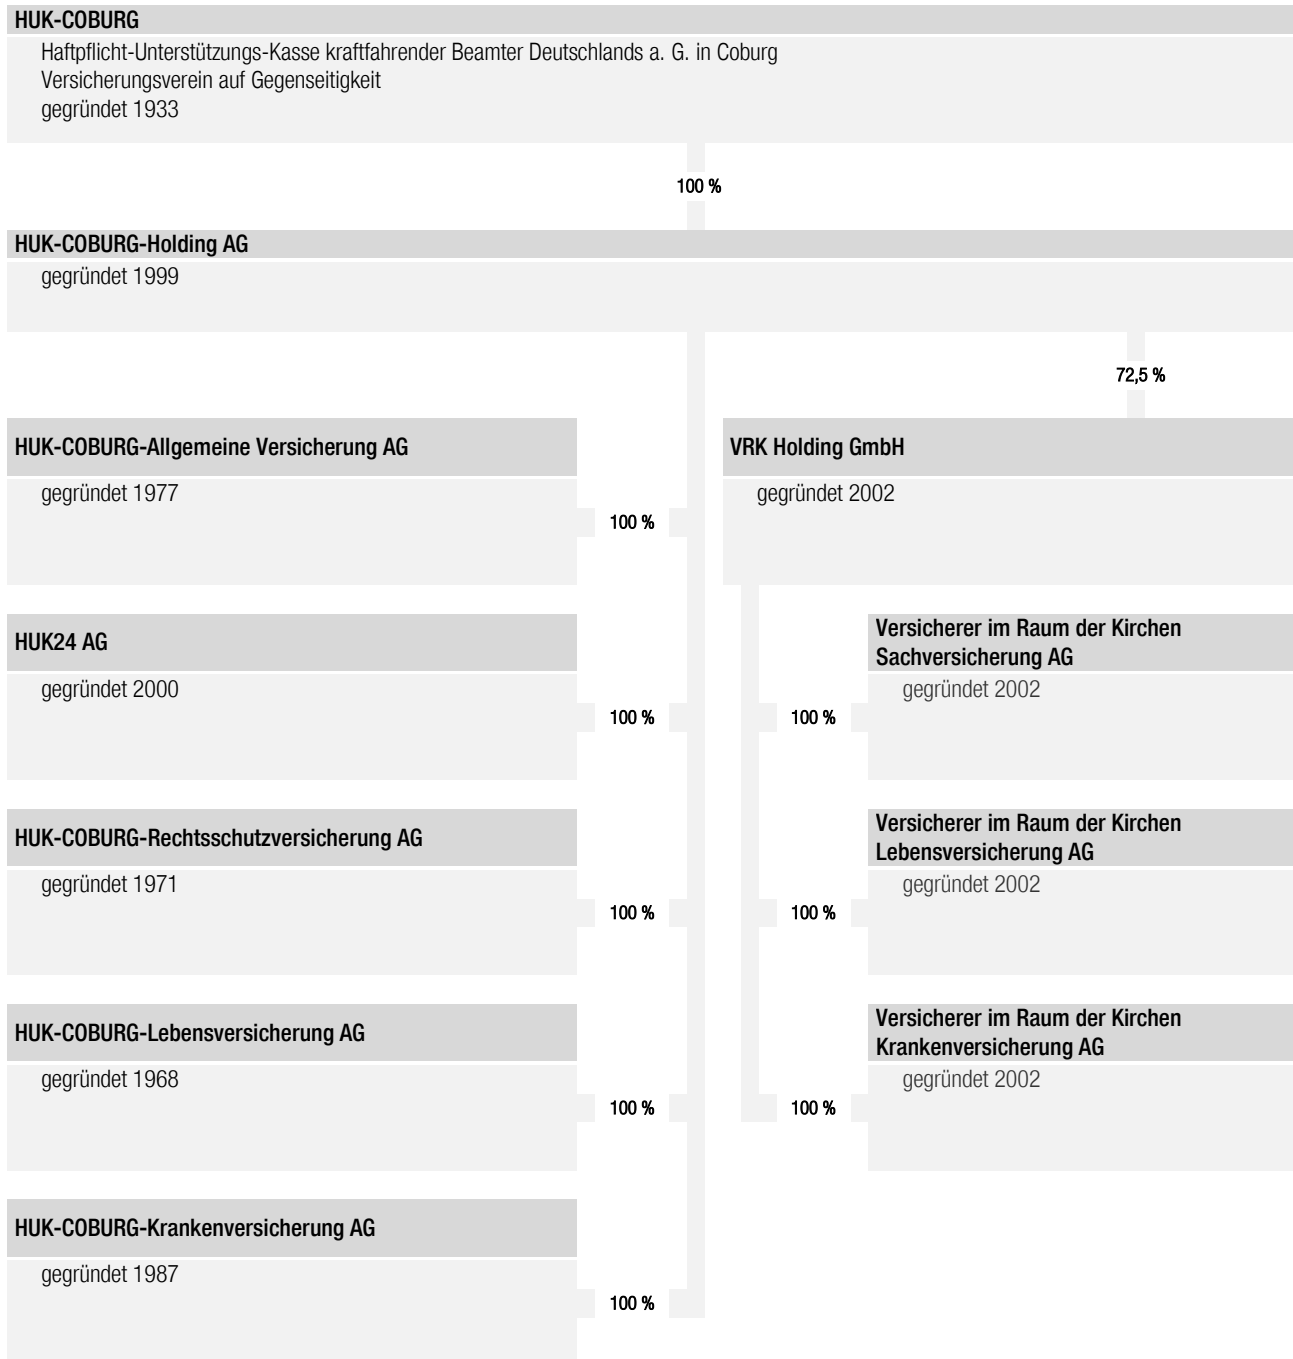 HUK-COBURG
Haftpflicht-Unterstützungs-Kasse kraftfahrender Beamter Deutschlands a. G. in Coburg
Versicherungsverein auf Gegenseitigkeit
gegründet 1933
100 %
HUK-COBURG-Holding AG
gegründet 1999
72,5 %
HUK-COBURG-Allgemeine Versicherung AG
gegründet 1977
100 %
VRK Holding GmbH
gegründet 2002
HUK24 AG
gegründet 2000
100 %
100 %
Versicherer im Raum der Kirchen
Sachversicherung AG
gegründet 2002
HUK-COBURG-Rechtsschutzversicherung AG
gegründet 1971
100 %
100 %
Versicherer im Raum der Kirchen
Lebensversicherung AG
gegründet 2002
HUK-COBURG-Lebensversicherung AG
gegründet 1968
100 %
100 %
Versicherer im Raum der Kirchen
Krankenversicherung AG
gegründet 2002
HUK-COBURG-Krankenversicherung AG
gegründet 1987
100 %